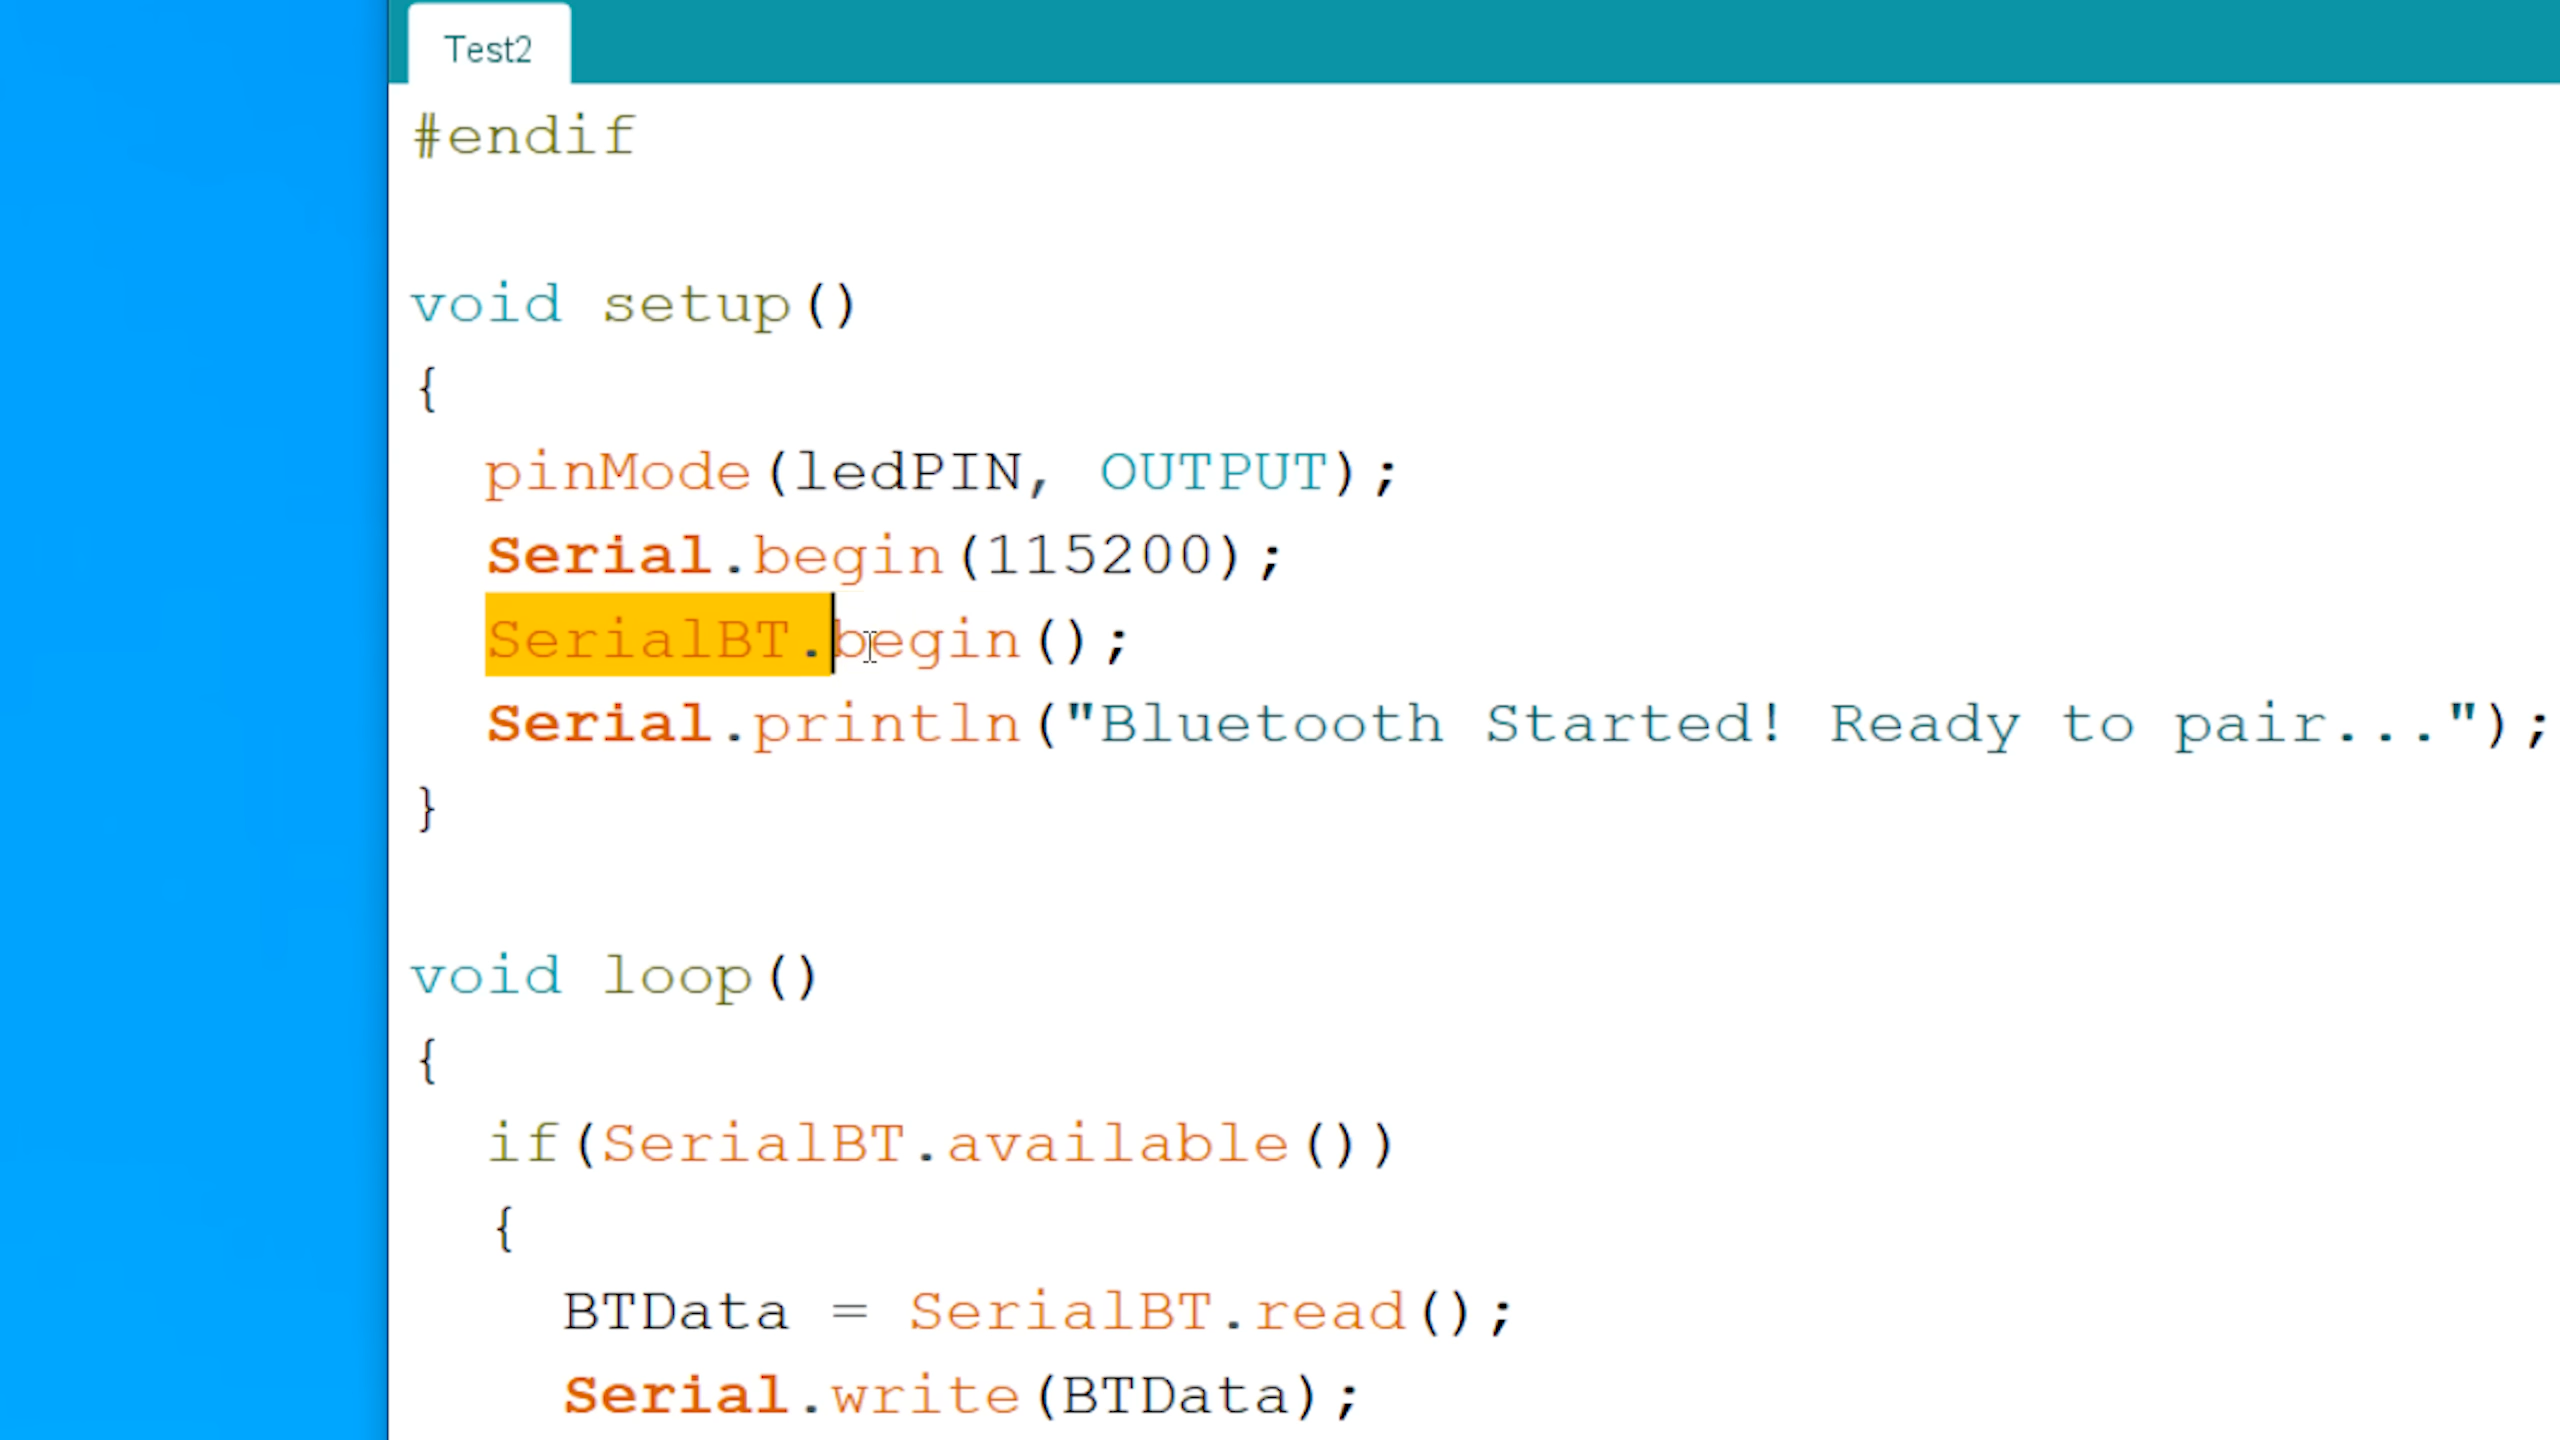 Test2
#endif
void setup()
{
  pinMode(ledPIN, OUTPUT);
  Serial.begin(115200);
  SerialBT.begin();
  Serial.println("Bluetooth Started! Ready to pair...");
}
void loop()
{
  if(SerialBT.available())
  {
    BTData = SerialBT.read();
    Serial.write(BTData);